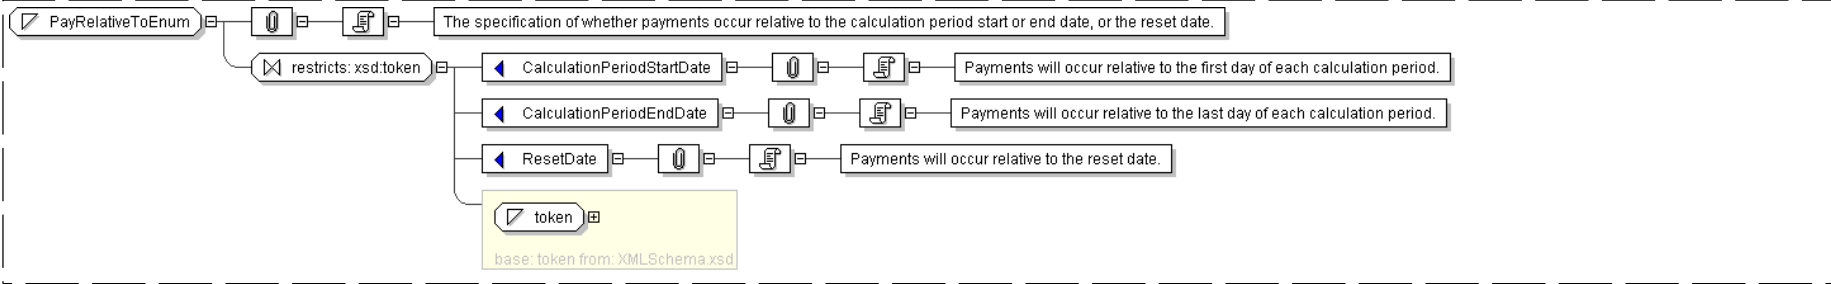 PayRelativeToEnum The specification of whether payments occur relative to the calculation period start or end date, or the reset date.
restricts: xsd:token CalculationPeriodStartDate Payments will occur relative to the first day of each calculation period.
CalculationPeriodEndDate Payments will occur relative to the last day of each calculation period.
ResetDate Payments will occur relative to the reset date.
token
base: token from: XMLSchema.xsd